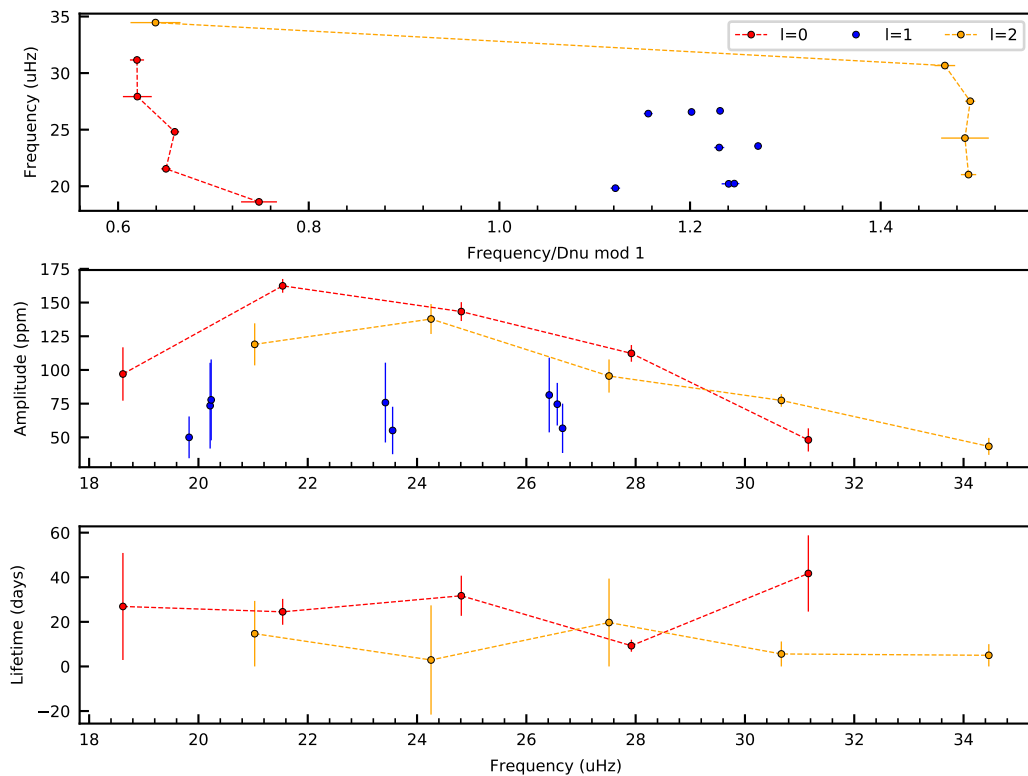 35
30
25
20
Frequency (uHz)
l=0 l=1 l=2
0.6 0.8 1.0 1.2 1.4
Frequency/Dnu mod 1
175
150
125
100
75
50
Amplitude (ppm)
18 20 22 24 26 28 30 32 34
60
40
20
0
−20
Lifetime (days)
18 20 22 24 26 28 30 32 34
Frequency (uHz)